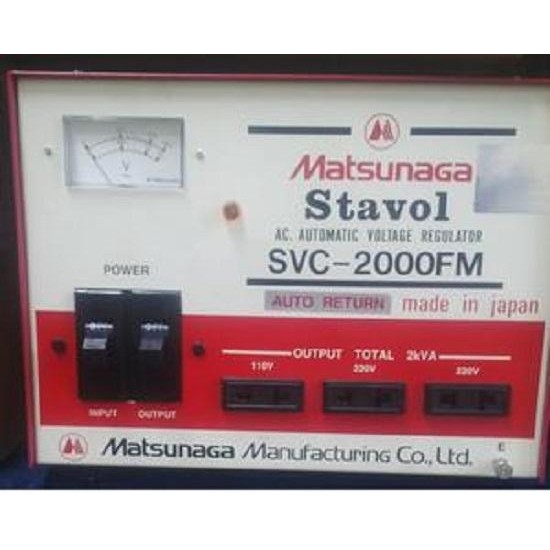 V
Matsunaga
Stavol
AC. AUTOMATIC VOLTAGE REGULATOR
SVC-2000FM
POWER
AUTO RETURN made in japan
OUTPUT TOTAL 2kVA
110V 220V 220V
INPUT OUTPUT
Matsunaga Manufacturing Co., Ltd.
E